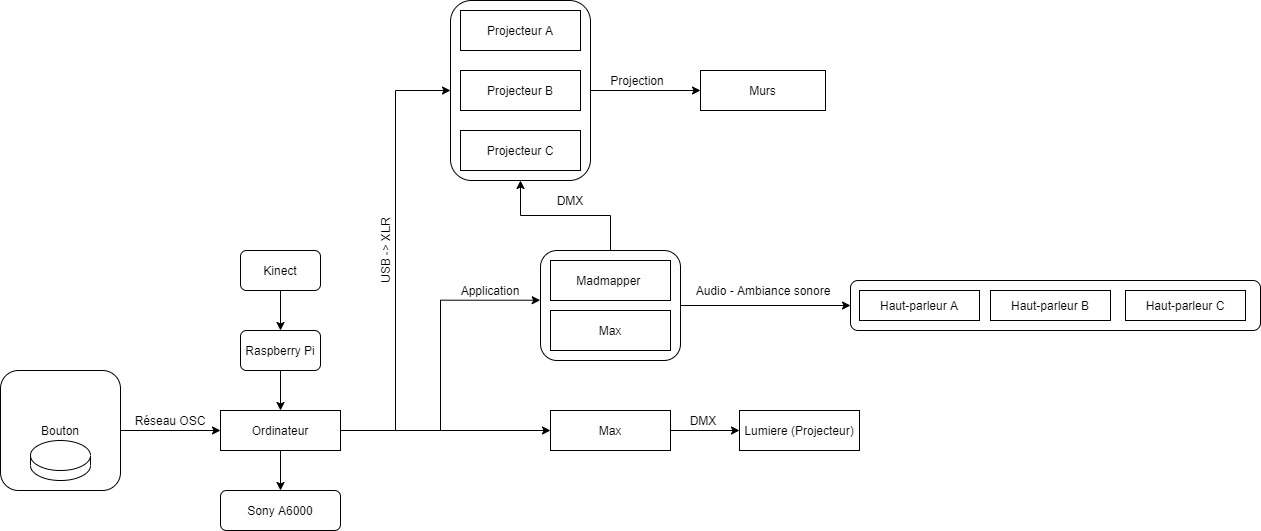 Projecteur A
Projecteur B
Projecteur C
Projection
Murs
DMX
USB -> XLR
Kinect
Raspberry Pi
Application
Madmapper
Max
Audio - Ambiance sonore
Haut-parleur A
Haut-parleur B
Haut-parleur C
Bouton
Réseau OSC
Ordinateur
Max
DMX
Lumiere (Projecteur)
Sony A6000